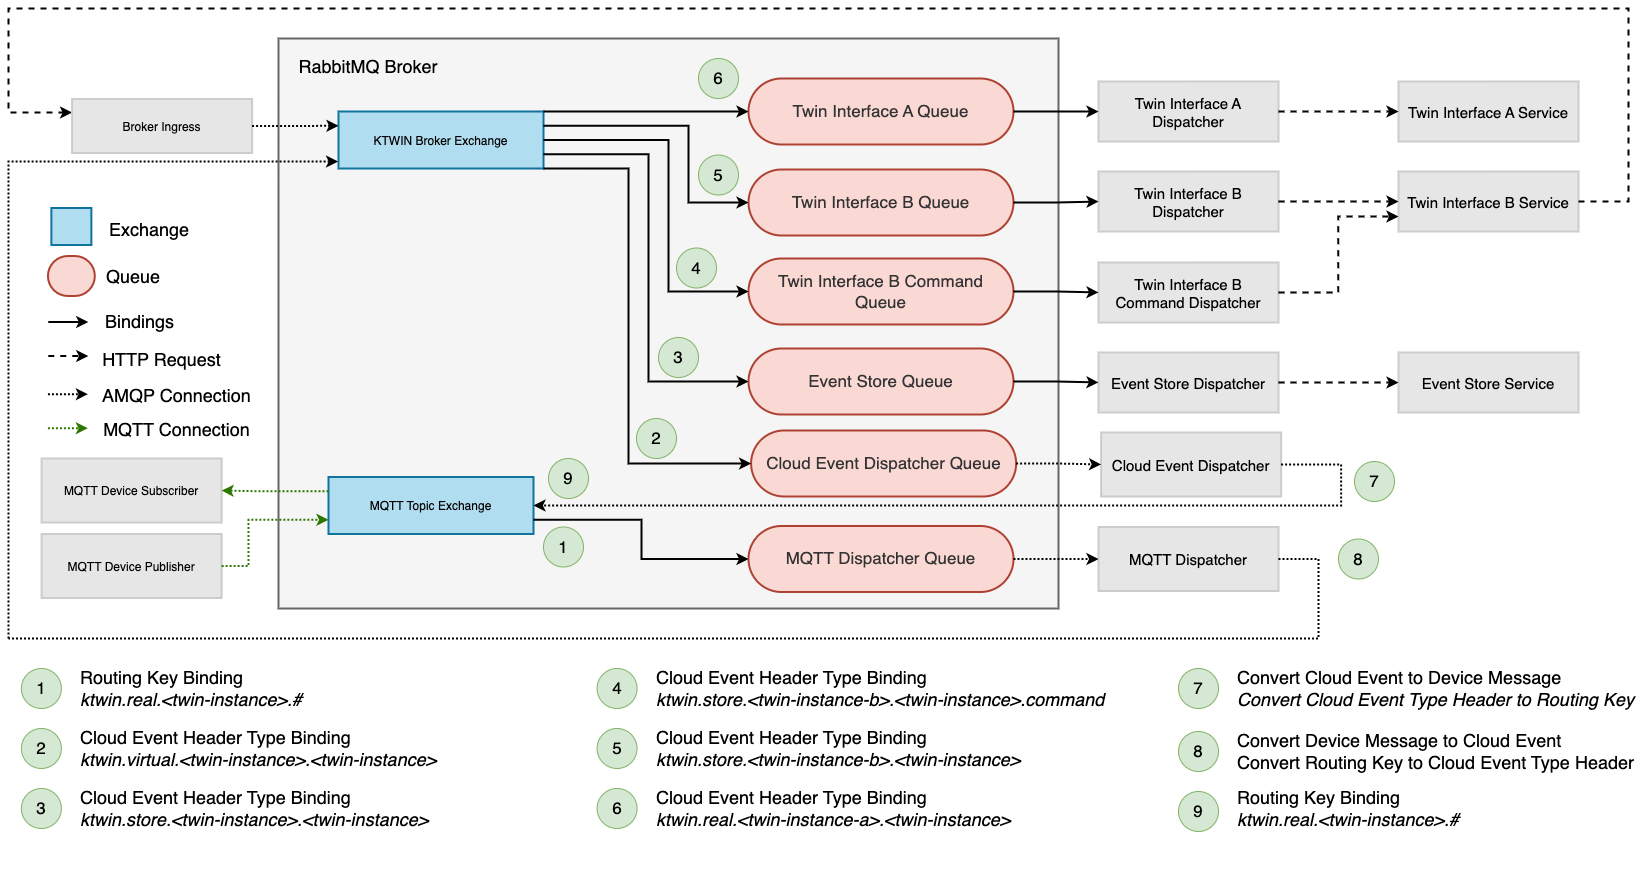 RabbitMQ Broker
6
Twin Interface A Queue
Twin Interface A
Dispatcher
Twin Interface A Service
Broker Ingress
KTWIN Broker Exchange
5
Twin Interface B Queue
Twin Interface B
Dispatcher
Twin Interface B Service
Exchange
Queue
Bindings
HTTP Request
AMQP Connection
MQTT Connection
4
Twin Interface B Command
Queue
Twin Interface B
Command Dispatcher
3
Event Store Queue
Event Store Dispatcher
Event Store Service
2
Cloud Event Dispatcher Queue
Cloud Event Dispatcher
7
MQTT Device Subscriber
MQTT Topic Exchange
9
1
MQTT Device Publisher
MQTT Dispatcher Queue
MQTT Dispatcher
8
1
Routing Key Binding
ktwin.real.<twin-instance>.#
2
Cloud Event Header Type Binding
ktwin.virtual.<twin-instance>.<twin-instance>
3
Cloud Event Header Type Binding
ktwin.store.<twin-instance>.<twin-instance>
4
Cloud Event Header Type Binding
ktwin.store.<twin-instance-b>.<twin-instance>.command
5
Cloud Event Header Type Binding
ktwin.store.<twin-instance-b>.<twin-instance>
6
Cloud Event Header Type Binding
ktwin.real.<twin-instance-a>.<twin-instance>
7
Convert Cloud Event to Device Message
Convert Cloud Event Type Header to Routing Key
8
Convert Device Message to Cloud Event
Convert Routing Key to Cloud Event Type Header
9
Routing Key Binding
ktwin.real.<twin-instance>.#